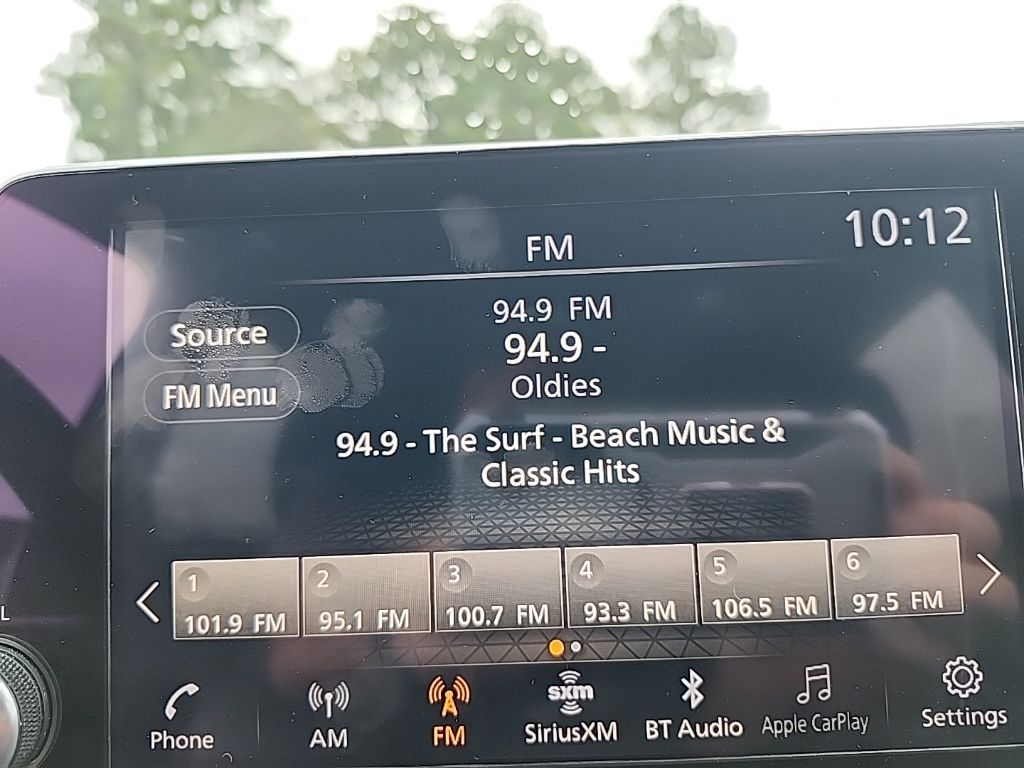 10:12
FM
94.9 FM
94.9 -
Oldies
Source
FM Menu
94.9 - The Surf - Beach Music &
Classic Hits
1
101.9 FM
2
95.1 FM
3
100.7 FM
4
93.3 FM
5
106.5 FM
6
97.5 FM
L
Phone
AM
FM
sxm
SiriusXM
BT Audio
Apple CarPlay
Settings